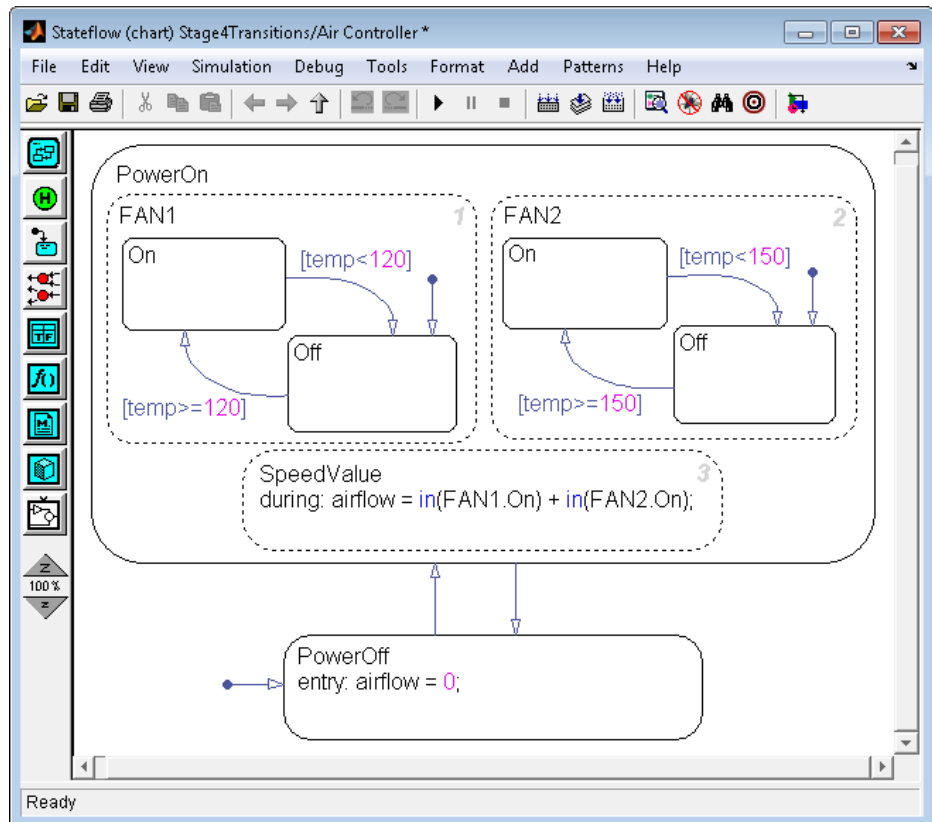 Stateflow (chart) Stage4Transitions/Air Controller *
File Edit View Simulation Debug Tools Format Add Patterns Help
PowerOn
FAN1 1
On
[temp<120]
Off
[temp>=120]
FAN2 2
On
[temp<150]
Off
[temp>=150]
SpeedValue 3
during: airflow = in(FAN1.On) + in(FAN2.On);
PowerOff
entry: airflow = 0;
H
TF
f()
M
Z
100%
z
Ready